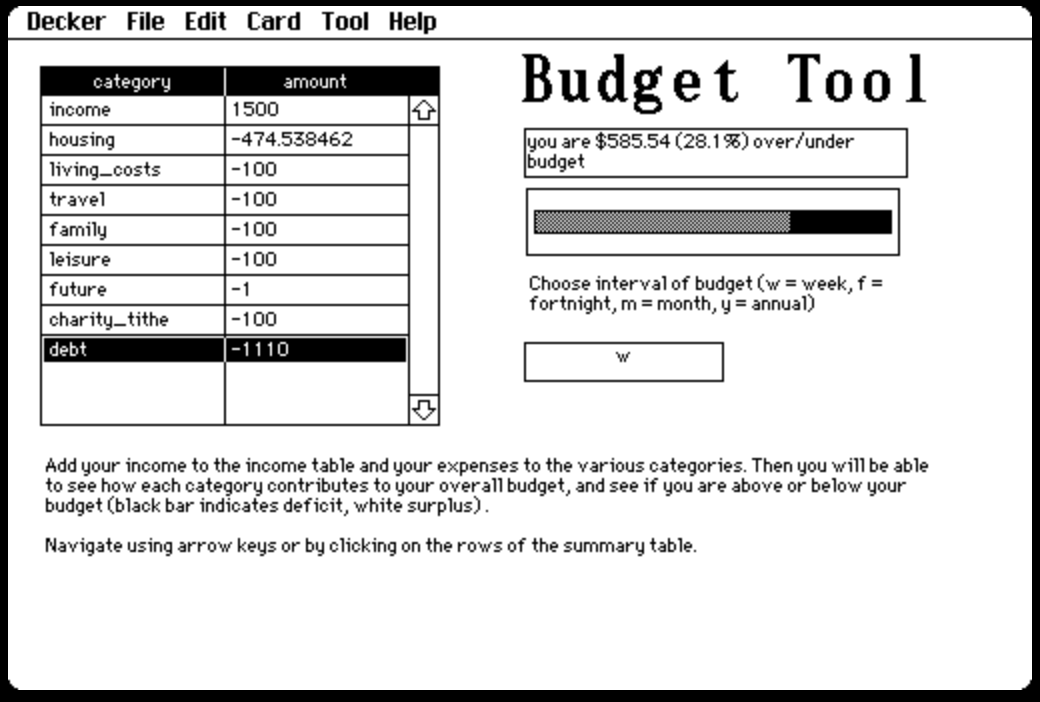 Decker File Edit Card Tool Help
Budget Tool
category amount
income 1500
housing -474.538462
living_costs -100
travel -100
family -100
leisure -100
future -1
charity_tithe -100
debt -1110
you are $585.54 (28.1%) over/under
budget
Choose interval of budget (w = week, f =
fortnight, m = month, y = annual)
w
Add your income to the income table and your expenses to the various categories. Then you will be able
to see how each category contributes to your overall budget, and see if you are above or below your
budget (black bar indicates deficit, white surplus).
Navigate using arrow keys or by clicking on the rows of the summary table.